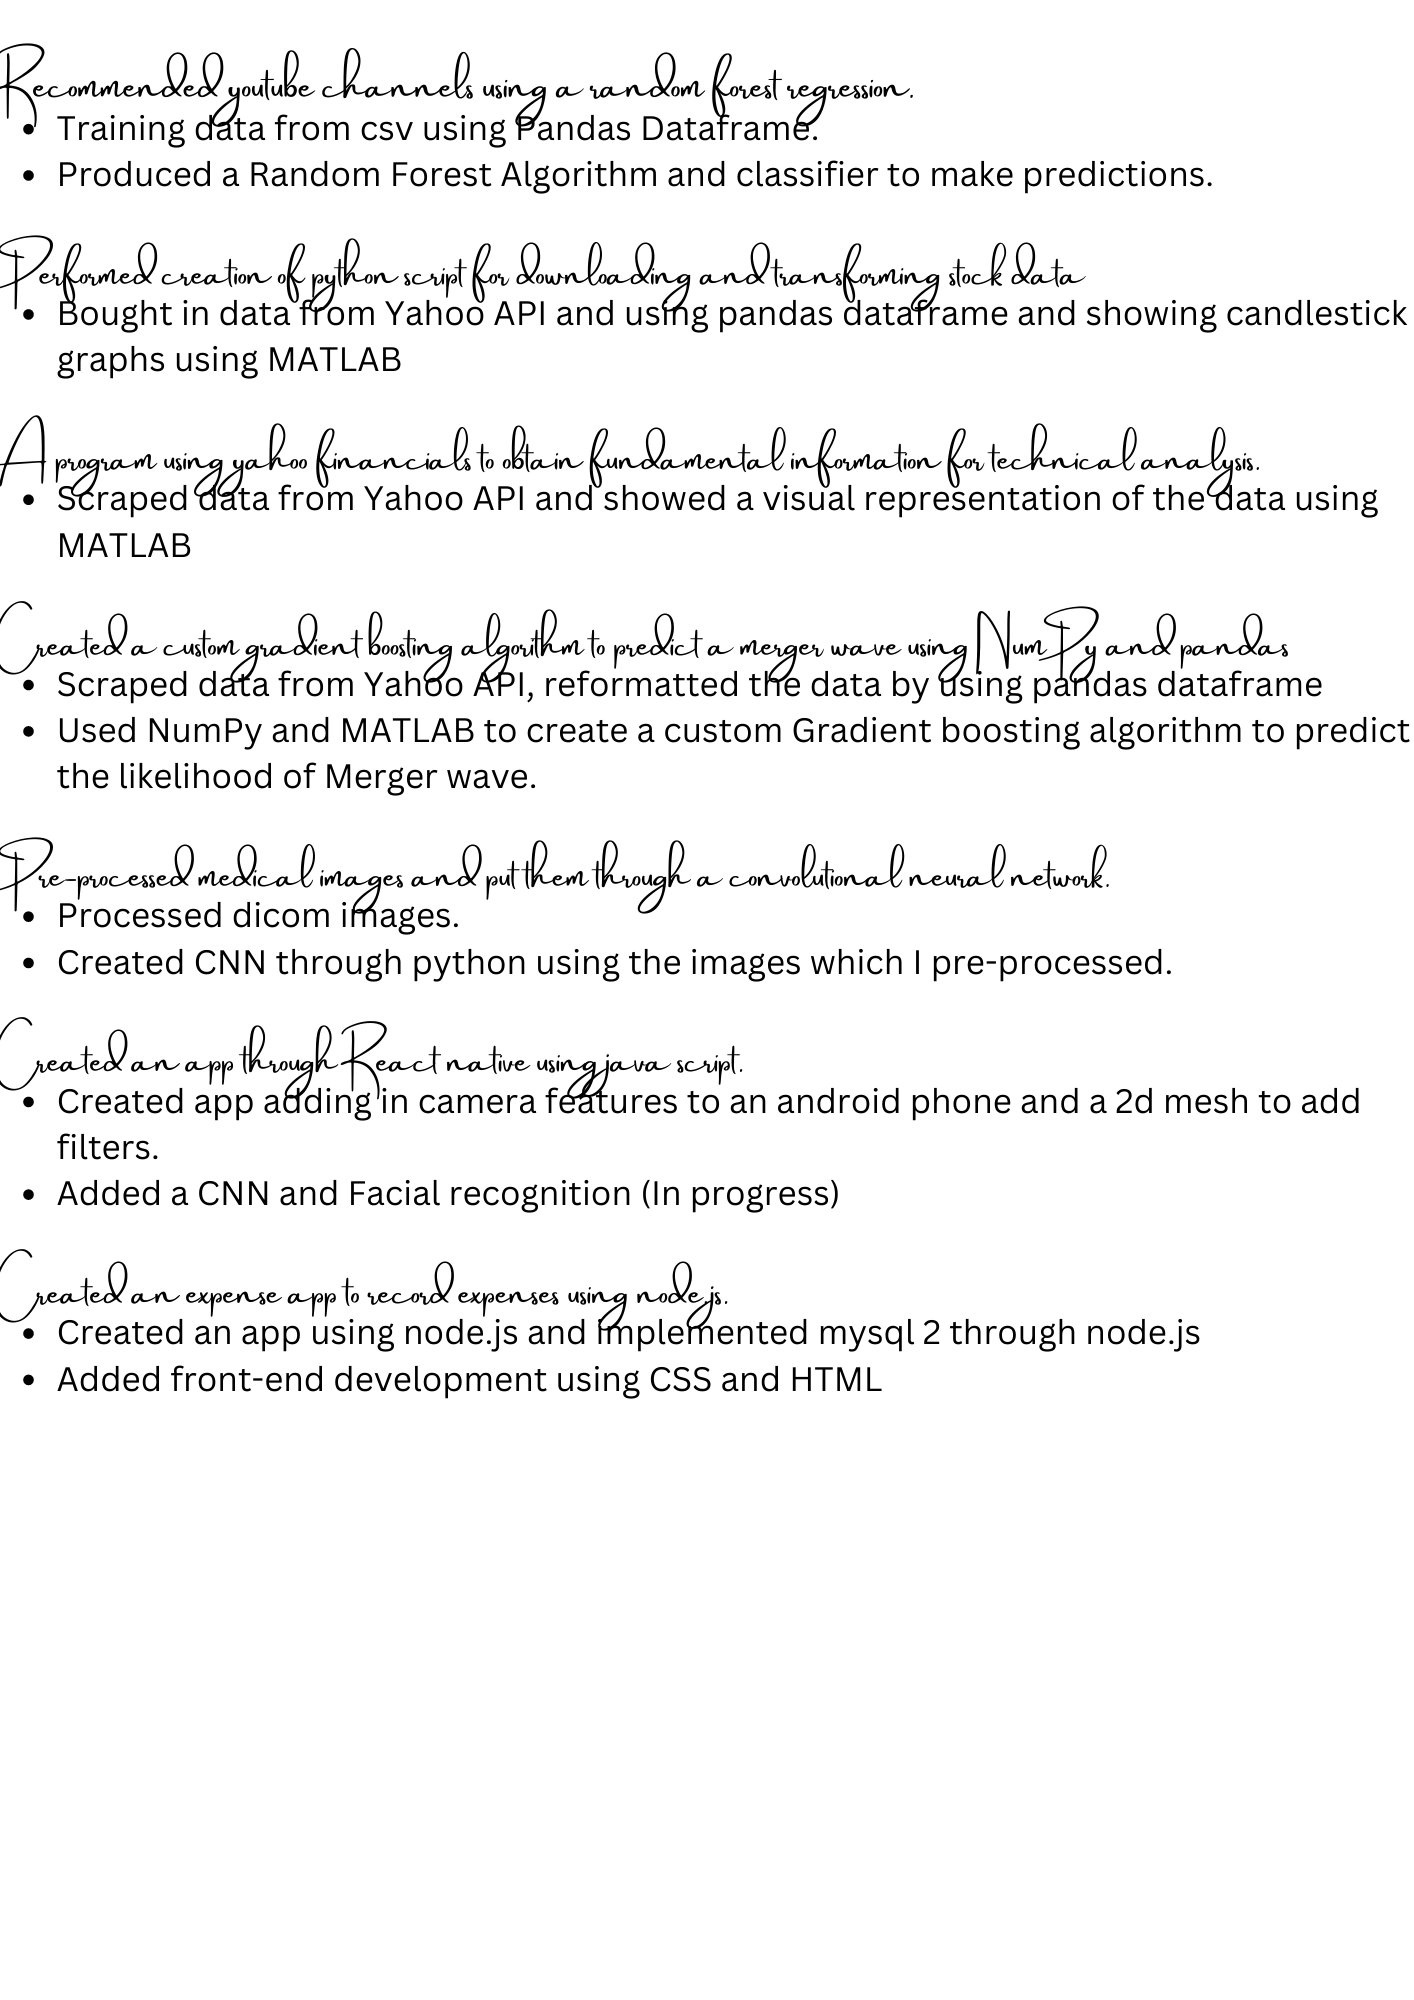 Recommended youtube channels using a random forest regression.
• Training data from csv using Pandas Dataframe.
• Produced a Random Forest Algorithm and classifier to make predictions.
Performed creation of python script for downloading and transforming stock data
• Bought in data from Yahoo API and using pandas dataframe and showing candlestick
graphs using MATLAB
A program using yahoo financials to obtain fundamental information for technical analysis.
• Scraped data from Yahoo API and showed a visual representation of the data using
MATLAB
Created a custom gradient boosting algorithm to predict a merger wave using NumPy and pandas
• Scraped data from Yahoo API, reformatted the data by using pandas dataframe
• Used NumPy and MATLAB to create a custom Gradient boosting algorithm to predict
the likelihood of Merger wave.
Pre-processed medical images and put them through a convolutional neural network.
• Processed dicom images.
• Created CNN through python using the images which I pre-processed.
Created an app through React native using java script.
• Created app adding in camera features to an android phone and a 2d mesh to add
filters.
• Added a CNN and Facial recognition (In progress)
Created an expense app to record expenses using node.js.
• Created an app using node.js and implemented mysql 2 through node.js
• Added front-end development using CSS and HTML